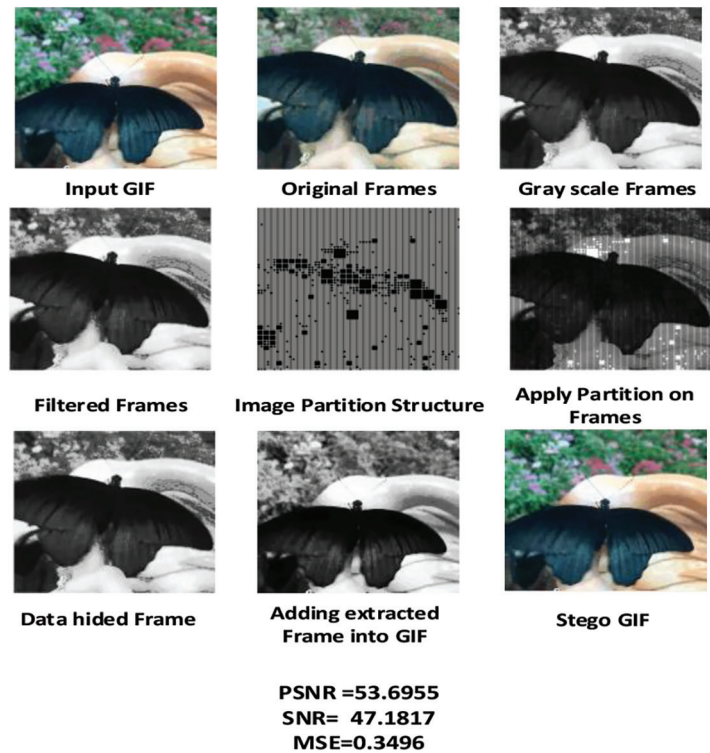 Input GIF
Original Frames
Gray scale Frames
Filtered Frames
Image Partition Structure
Apply Partition on
Frames
Data hided Frame
Adding extracted
Frame into GIF
Stego GIF
PSNR =53.6955
SNR= 47.1817
MSE=0.3496